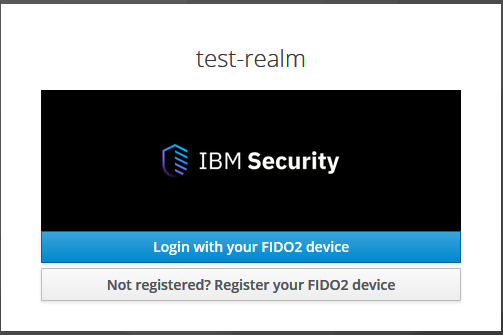 test-realm
IBM Security
Login with your FIDO2 device
Not registered? Register your FIDO2 device